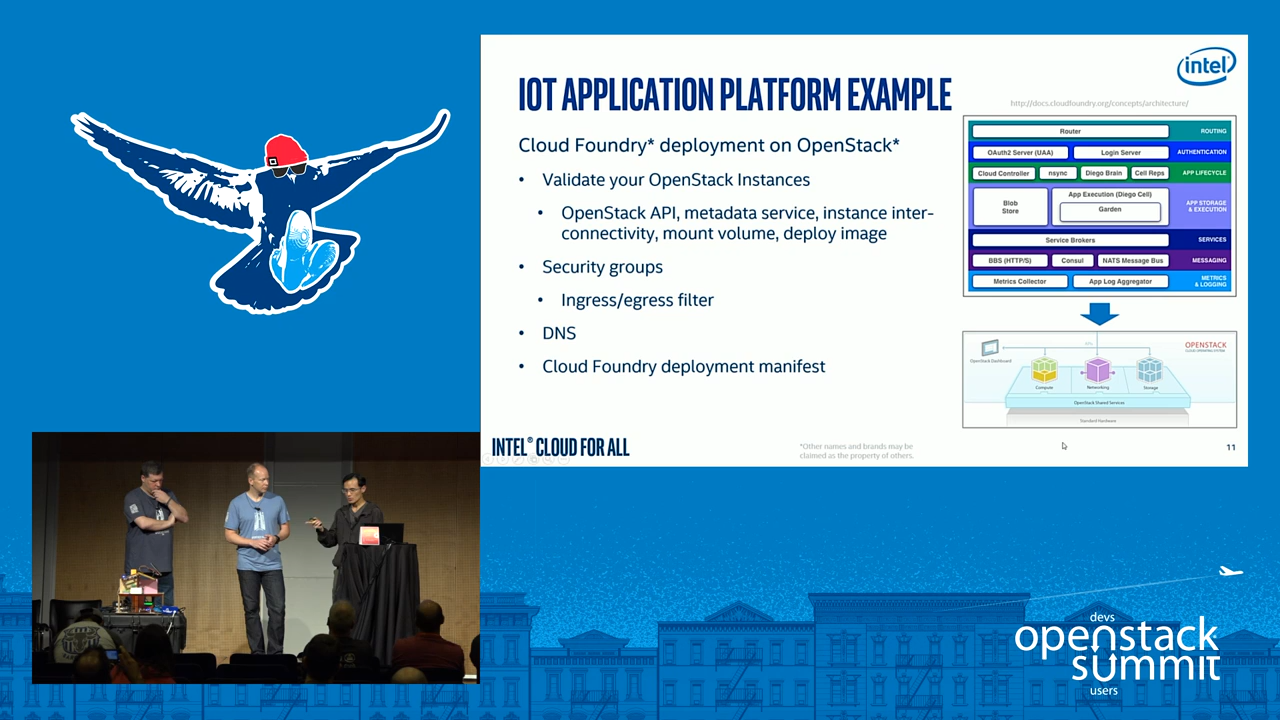 intel
IOT APPLICATION PLATFORM EXAMPLE
http://docs.cloudfoundry.org/concepts/architecture/
Cloud Foundry* deployment on OpenStack*
• Validate your OpenStack Instances
• OpenStack API, metadata service, instance inter-
connectivity, mount volume, deploy image
• Security groups
• Ingress/egress filter
• DNS
• Cloud Foundry deployment manifest
Router
ROUTING
OAuth2 Server (UAA)
Login Server
AUTHENTICATION
Cloud Controller
nsync
Diego Brain
Cell Reps
APP LIFECYCLE
Blob
Store
App Execution (Diego Cell)
Garden
APP STORAGE
& EXECUTION
Service Brokers
SERVICES
BBS (HTTP/S)
Consul
NATS Message Bus
MESSAGING
Metrics Collector
App Log Aggregator
METRICS
& LOGGING
OPENSTACK
CLOUD OPERATING SYSTEM
OpenStack Dashboard
APIs
Compute
Networking
Storage
OpenStack Shared Services
Standard Hardware
INTEL® CLOUD FOR ALL
*Other names and brands may be
claimed as the property of others.
11
devs
openstack
summit
users